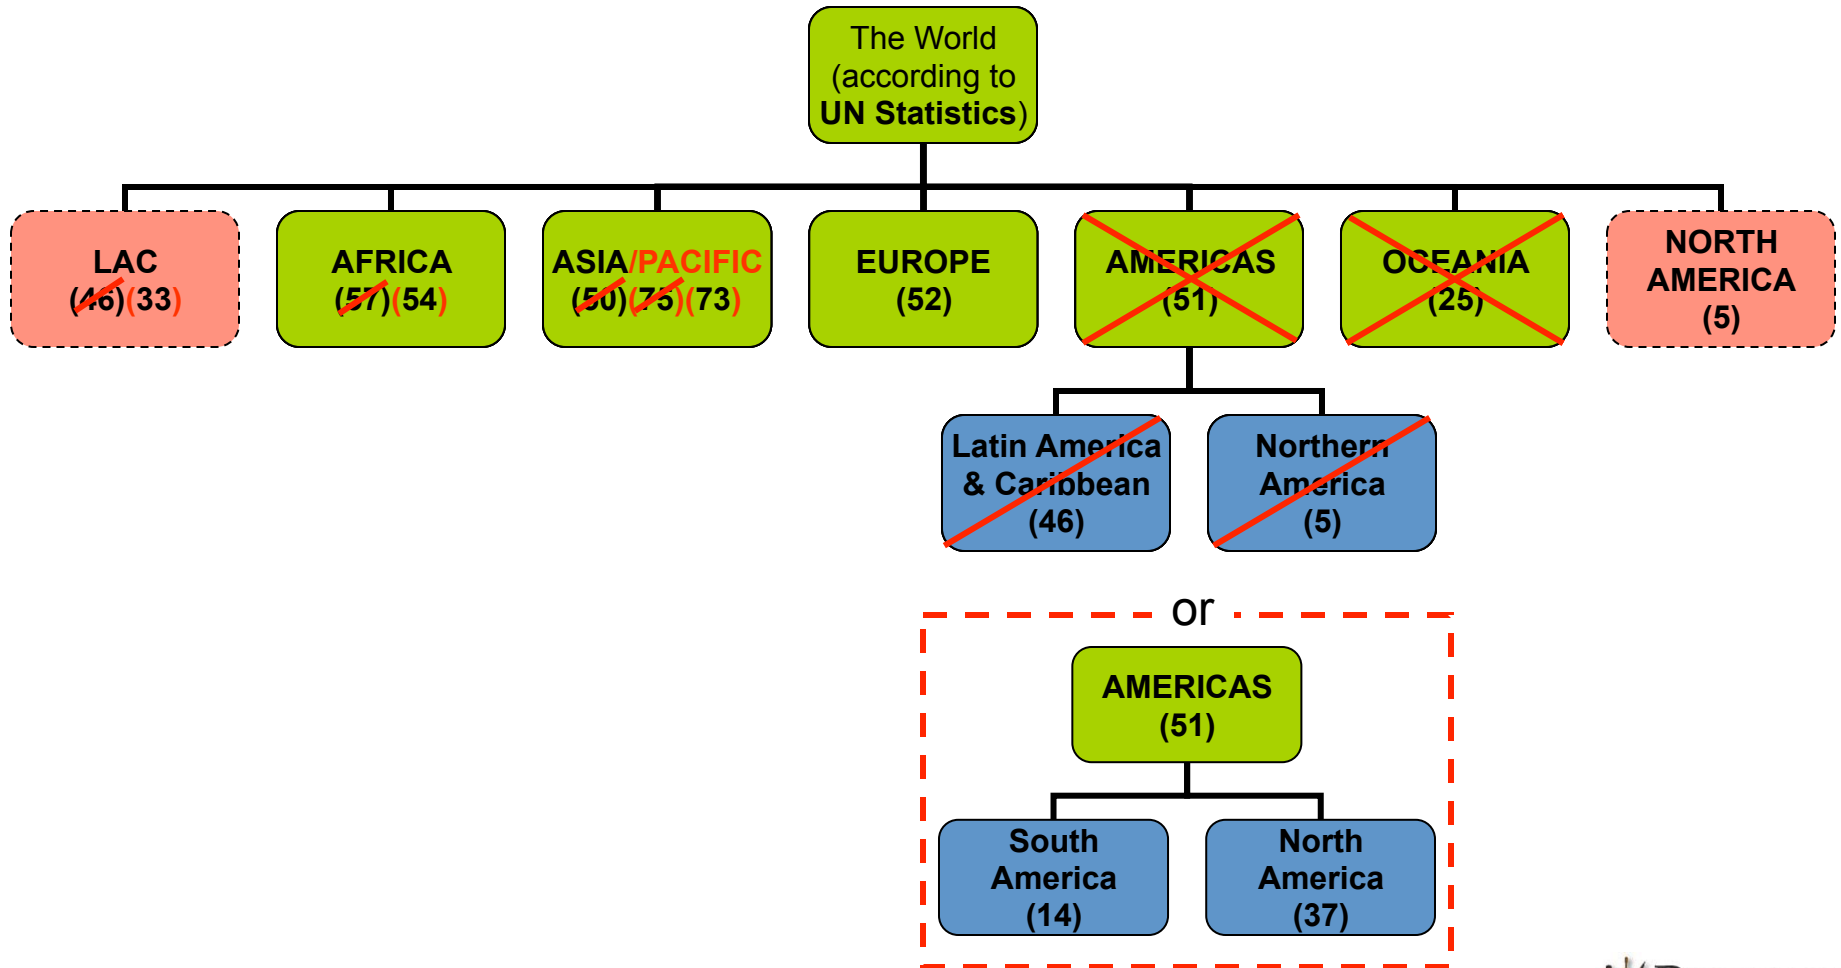 The World
(according to
UN Statistics)
LAC
(46)(33)
AFRICA
(57)(54)
ASIA/PACIFIC
(50)(75)(73)
EUROPE
(52)
AMERICAS
(51)
OCEANIA
(25)
NORTH
AMERICA
(5)
Latin America
& Caribbean
(46)
Northern
America
(5)
or
AMERICAS
(51)
South
America
(14)
North
America
(37)